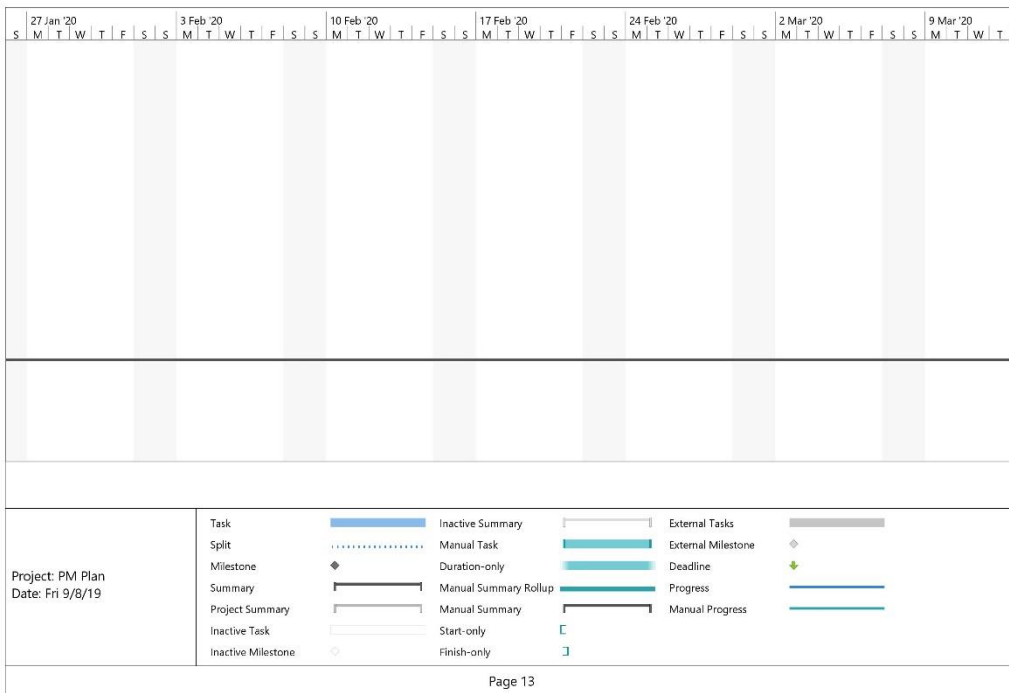 27 Jan '20 3 Feb '20 10 Feb '20 17 Feb '20 24 Feb '20 2 Mar '20 9 Mar '20
S M T W T F S S M T W T F S S M T W T F S S M T W T F S S M T W T F S S M T W T F S S M T W T
Task Inactive Summary External Tasks
Split Manual Task External Milestone
Milestone Duration-only Deadline
Project: PM Plan
Date: Fri 9/8/19
Summary Manual Summary Rollup Progress
Project Summary Manual Summary Manual Progress
Inactive Task Start-only
Inactive Milestone Finish-only
Page 13